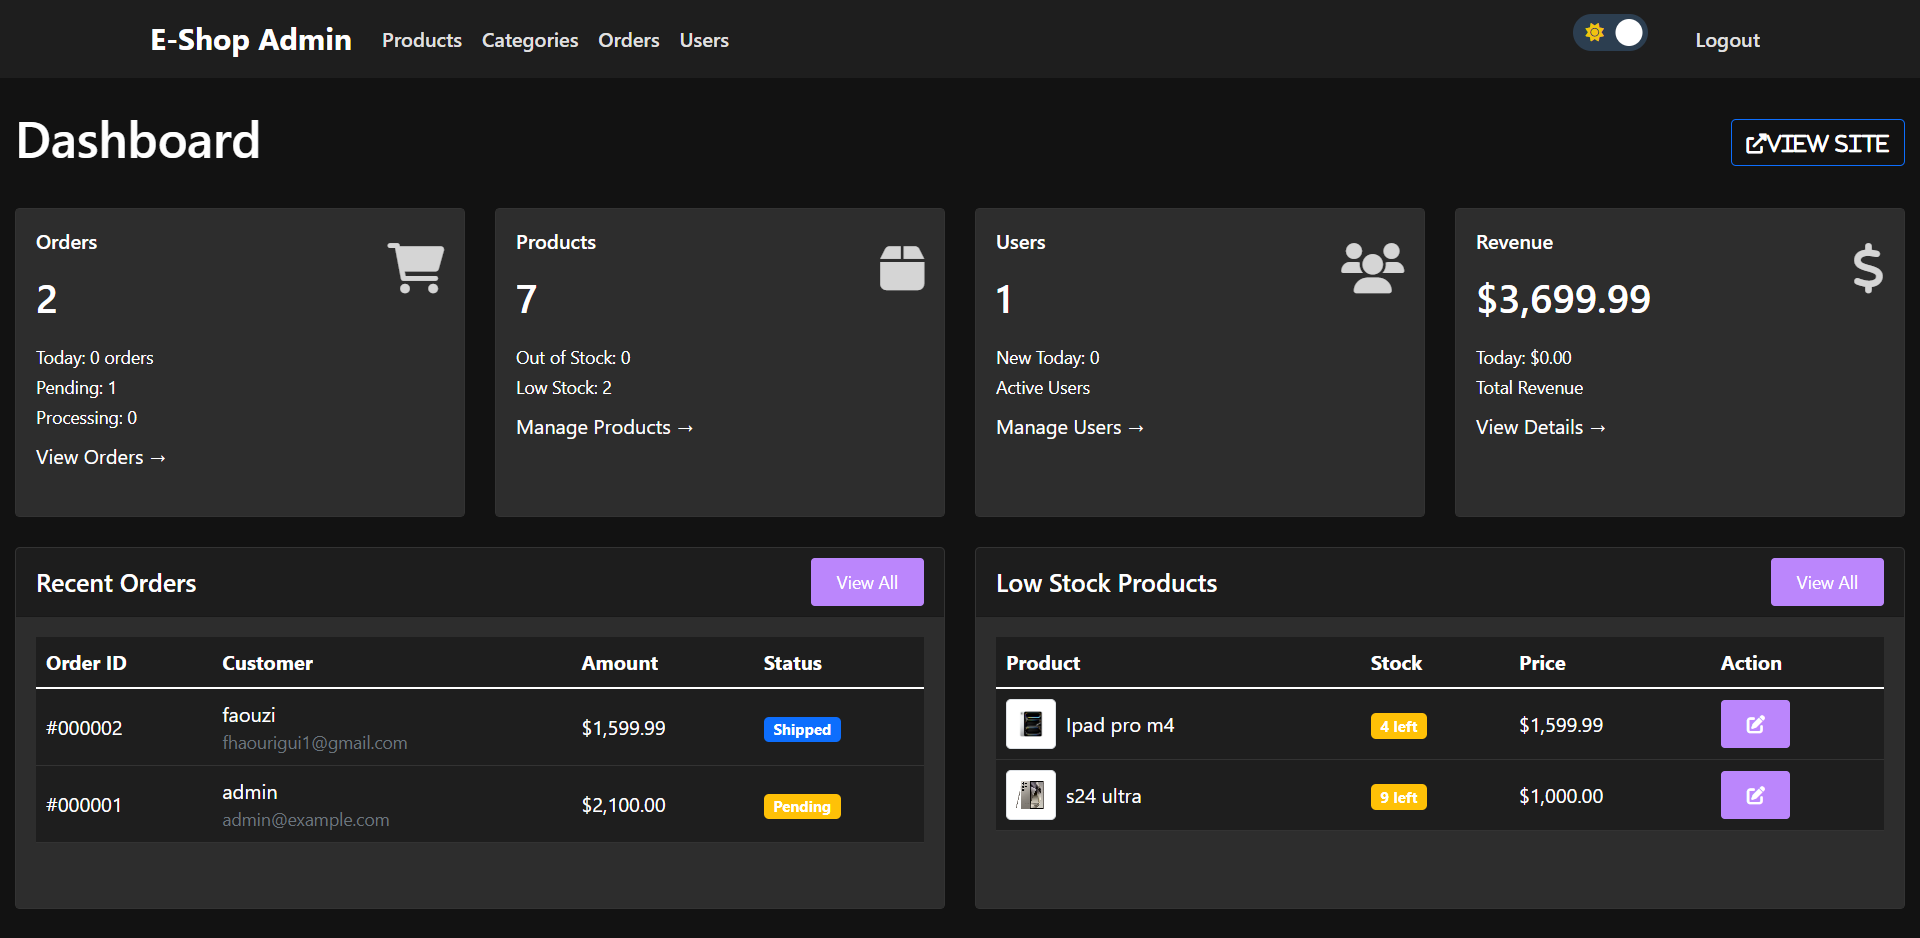 E-Shop Admin Products Categories Orders Users Logout
Dashboard
VIEW SITE
Orders
2
Today: 0 orders
Pending: 1
Processing: 0
View Orders →
Products
7
Out of Stock: 0
Low Stock: 2
Manage Products →
Users
1
New Today: 0
Active Users
Manage Users →
Revenue
$3,699.99
Today: $0.00
Total Revenue
View Details →
Recent Orders View All
Order ID Customer Amount Status
#000002 faouzi $1,599.99 Shipped
fhaourigui1@gmail.com
#000001 admin $2,100.00 Pending
admin@example.com
Low Stock Products View All
Product Stock Price Action
Ipad pro m4 4 left $1,599.99
s24 ultra 9 left $1,000.00